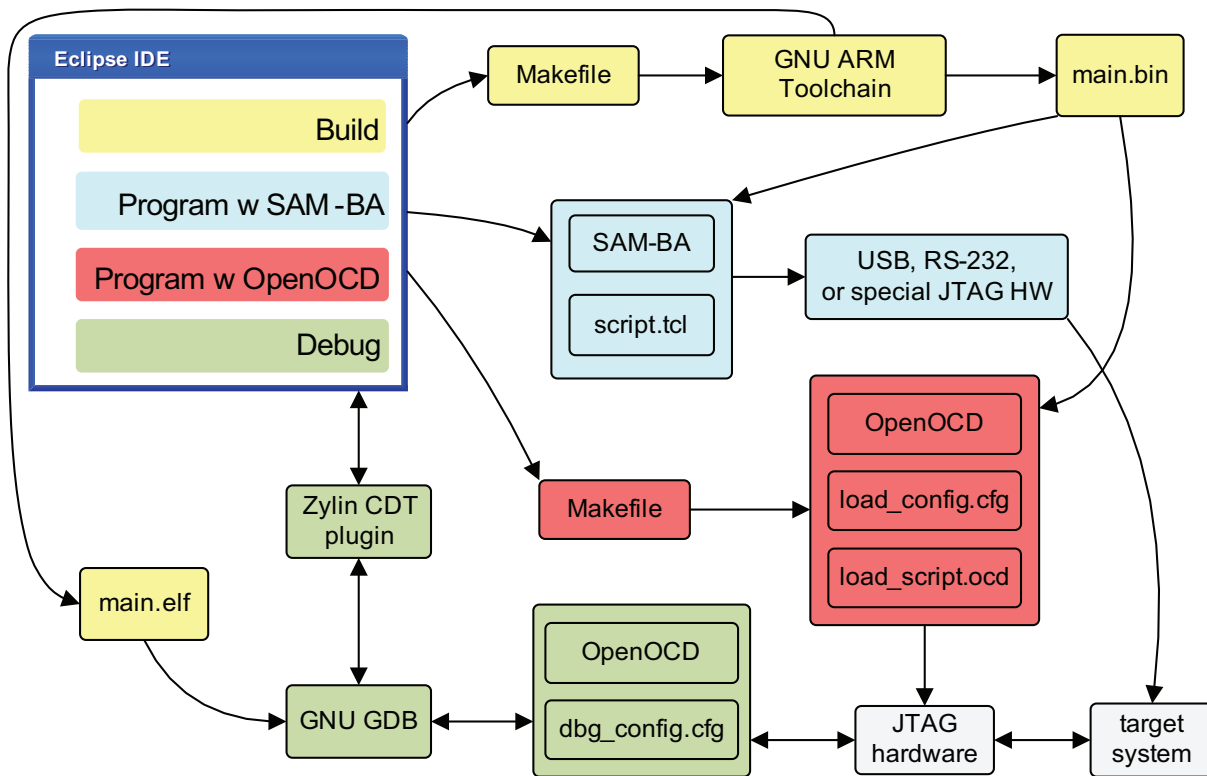 Eclipse IDE
Build
Program w SAM-BA
Program w OpenOCD
Debug
Makefile
GNU ARM
Toolchain
main.bin
SAM-BA
script.tcl
USB, RS-232,
or special JTAG HW
OpenOCD
load_config.cfg
load_script.ocd
Makefile
Zylin CDT
plugin
main.elf
GNU GDB
OpenOCD
dbg_config.cfg
JTAG
hardware
target
system